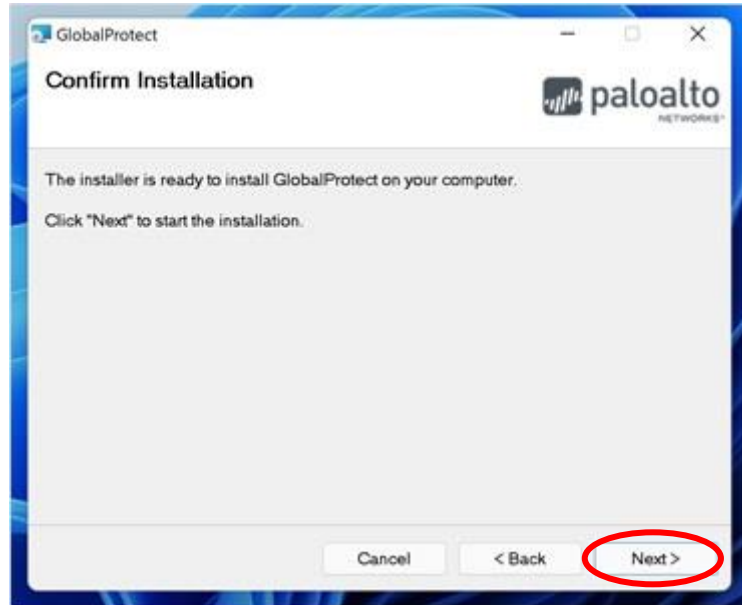 GlobalProtect
Confirm Installation
paloalto
NETWORKS
The installer is ready to install GlobalProtect on your computer.
Click "Next" to start the installation.
Cancel
< Back
Next >